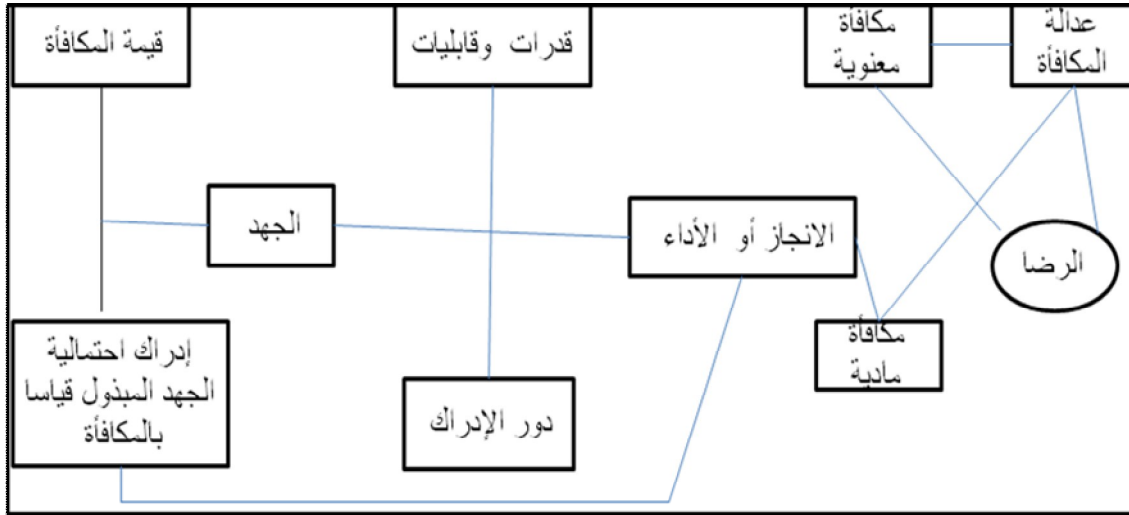 عدالة
المكافأة
مكافأة
معنوية
قدرات وقابليات
قيمة المكافأة
الجهد
الانجاز أو الأداء
الرضا
مكافأة
مادية
إدراك احتمالية
الجهد المبذول قياسا
بالمكافأة
دور الإدراك